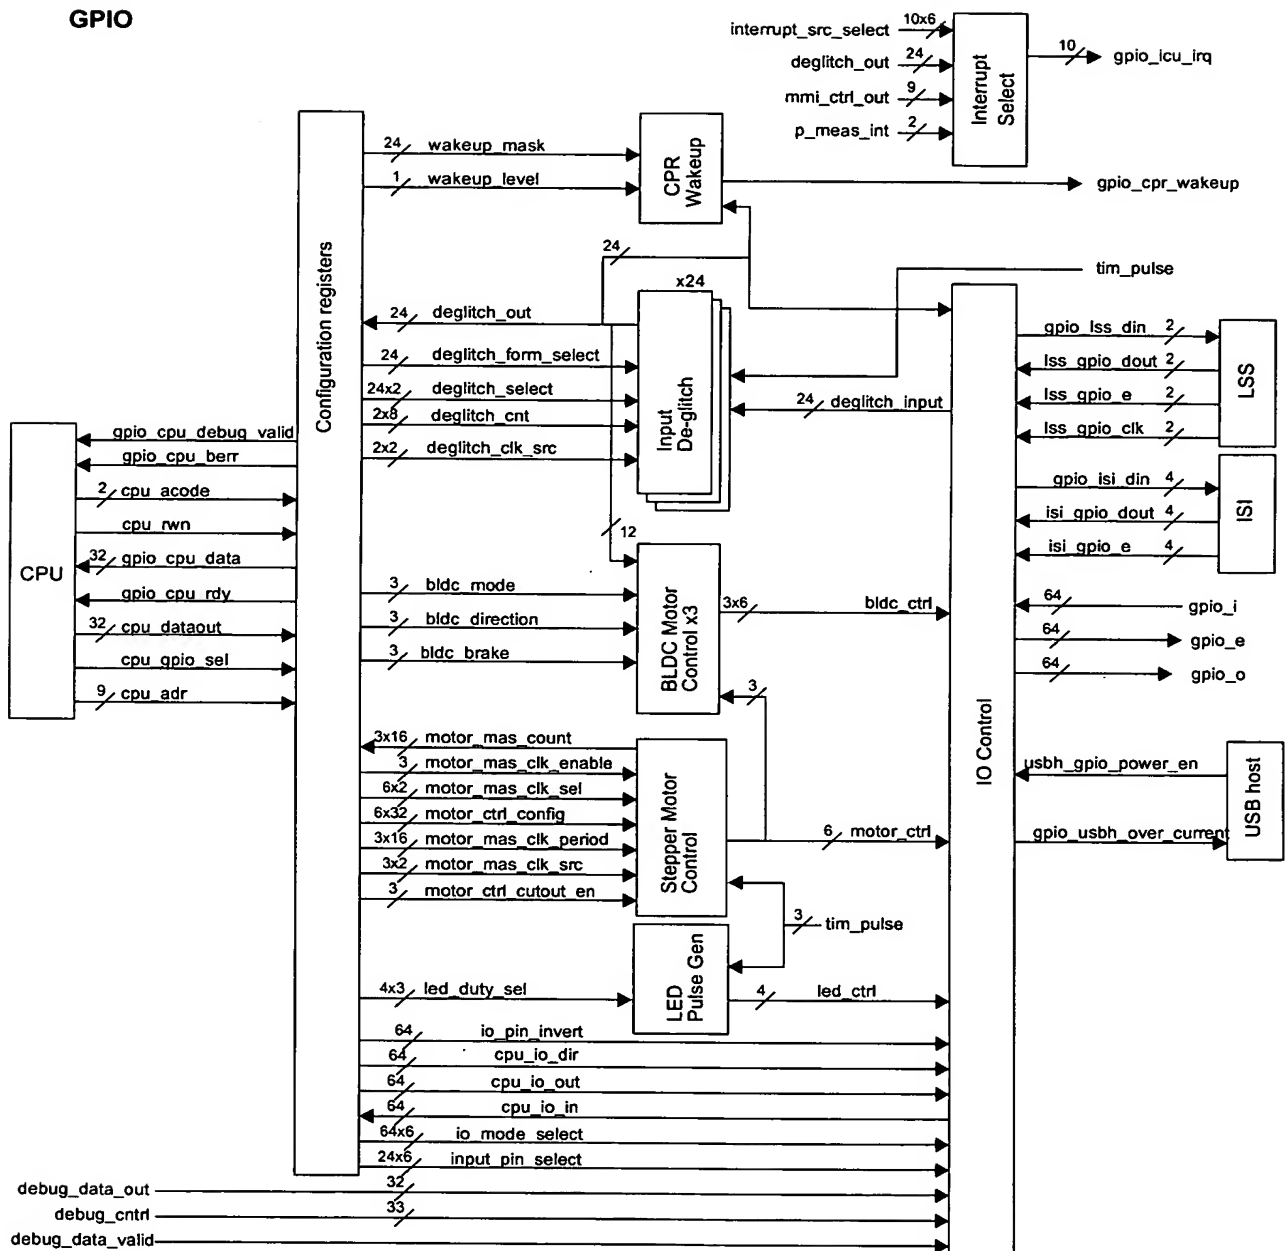 GPIO
interrupt_src_select 10x6
deglitch_out 24
mmi_ctrl_out 9
p_meas_int 2
Interrupt Select
10 gpio_icu_irq
24 wakeup_mask
1 wakeup_level
CPR Wakeup
gpio_cpr_wakeup
Configuration registers
24
x24
tim_pulse
24 deglitch_out
24 deglitch_form_select
24x2 deglitch_select
2x8 deglitch_cnt
2x2 deglitch_clk_src
Input De-glitch
24 deglitch_input
12
gpio_lss_din 2
lss_gpio_dout 2
lss_gpio_e 2
lss_gpio_clk 2
LSS
gpio_isi_din 4
isi_gpio_dout 4
isi_gpio_e 4
ISI
CPU
gpio_cpu_debug_valid
gpio_cpu_berr
2 cpu_acode
cpu_rwn
32 gpio_cpu_data
gpio_cpu_rdy
32 cpu_dataout
cpu_gpio_sel
9 cpu_adr
3 bldc_mode
3 bldc_direction
3 bldc_brake
BLDC Motor Control x3
3x6 bldc_ctrl
3
64 gpio_i
64 gpio_e
64 gpio_o
IO Control
3x16 motor_mas_count
3 motor_mas_clk_enable
6x2 motor_mas_clk_sel
6x32 motor_ctrl_config
3x16 motor_mas_clk_period
3x2 motor_mas_clk_src
3 motor_ctrl_cutout_en
Stepper Motor Control
6 motor_ctrl
usbh_gpio_power_en
gpio_usbh_over_current
USB host
3 tim_pulse
4x3 led_duty_sel
LED Pulse Gen
4 led_ctrl
64 io_pin_invert
64 cpu_io_dir
64 cpu_io_out
64 cpu_io_in
64x6 io_mode_select
24x6 input_pin_select
debug_data_out 32
debug_cntrl 33
debug_data_valid